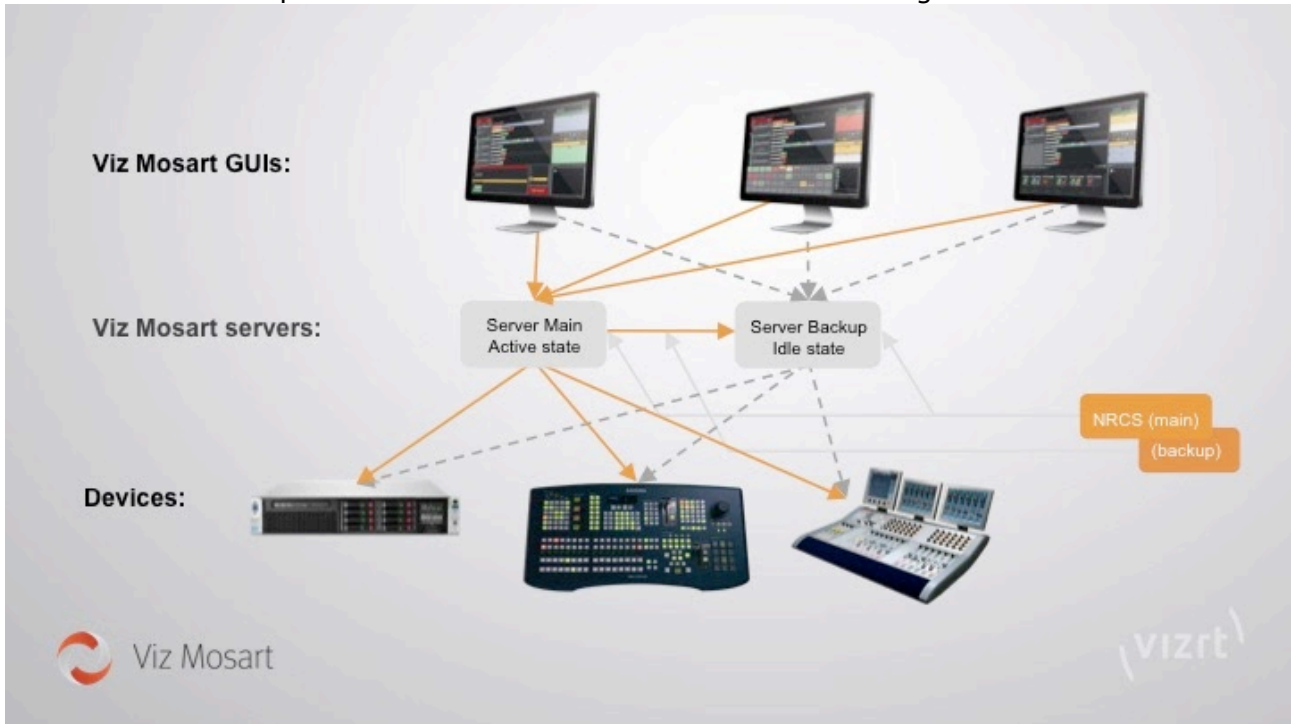 Viz Mosart GUIs:
Viz Mosart servers:
Server Main
Active state
Server Backup
Idle state
NRCS (main)
(backup)
Devices:
Viz Mosart
vizrt